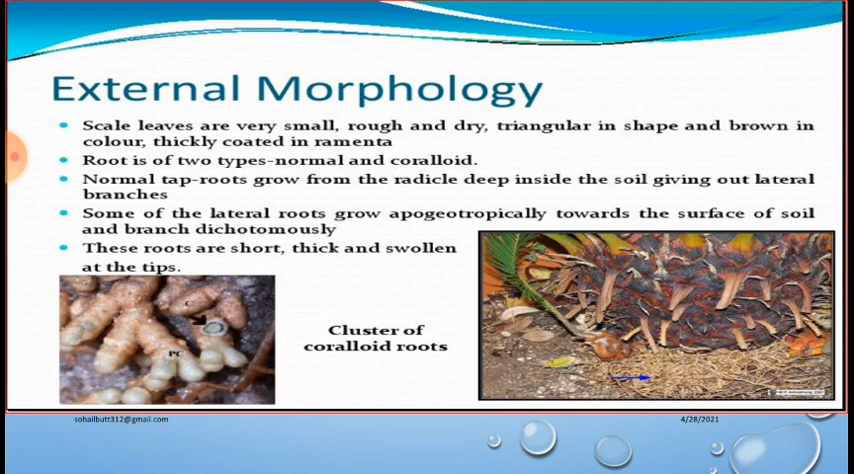 External Morphology
Scale leaves are very small, rough and dry, triangular in shape and brown in
colour, thickly coated in ramenta
Root is of two types-normal and coralloid.
Normal tap-roots grow from the radicle deep inside the soil giving out lateral
branches
Some of the lateral roots grow apogeotropically towards the surface of soil
and branch dichotomously
These roots are short, thick and swollen
at the tips.
C
PC
Cluster of
coralloid roots
sohailbutt312@gmail.com
4/28/2021